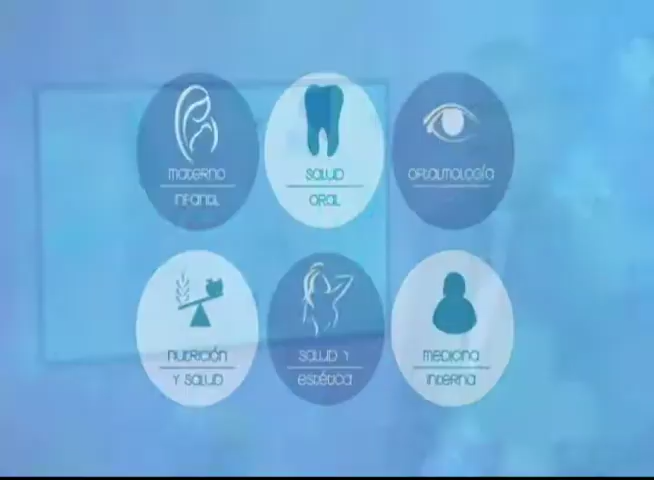 materno
infantil
salud
oral
oftalmología
nutrición
y salud
salud y
estética
medicina
interna